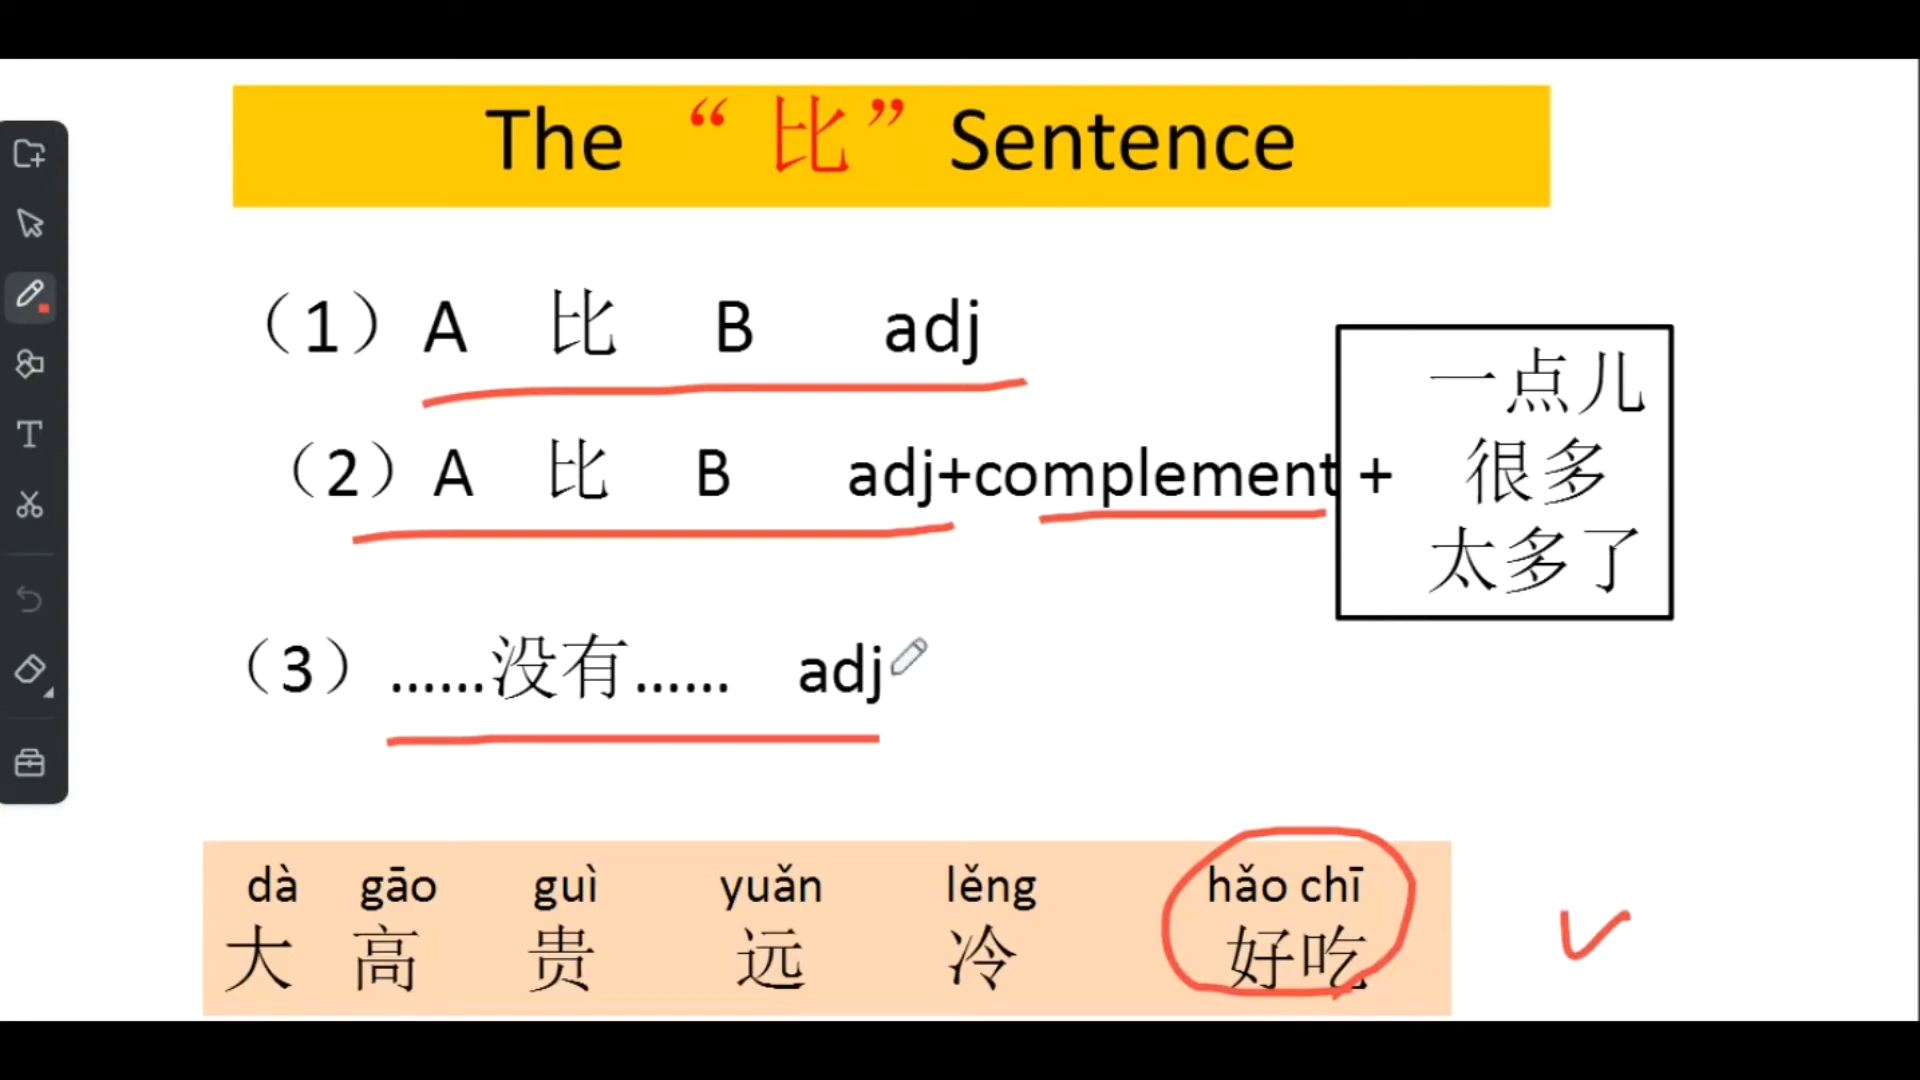 The “比”Sentence
（1）A 比 B adj
（2）A 比 B adj+complement +
一点儿
很多
太多了
（3）……没有…… adj
dà gāo guì yuǎn lěng hǎo chī
大 高 贵 远 冷 好吃
T